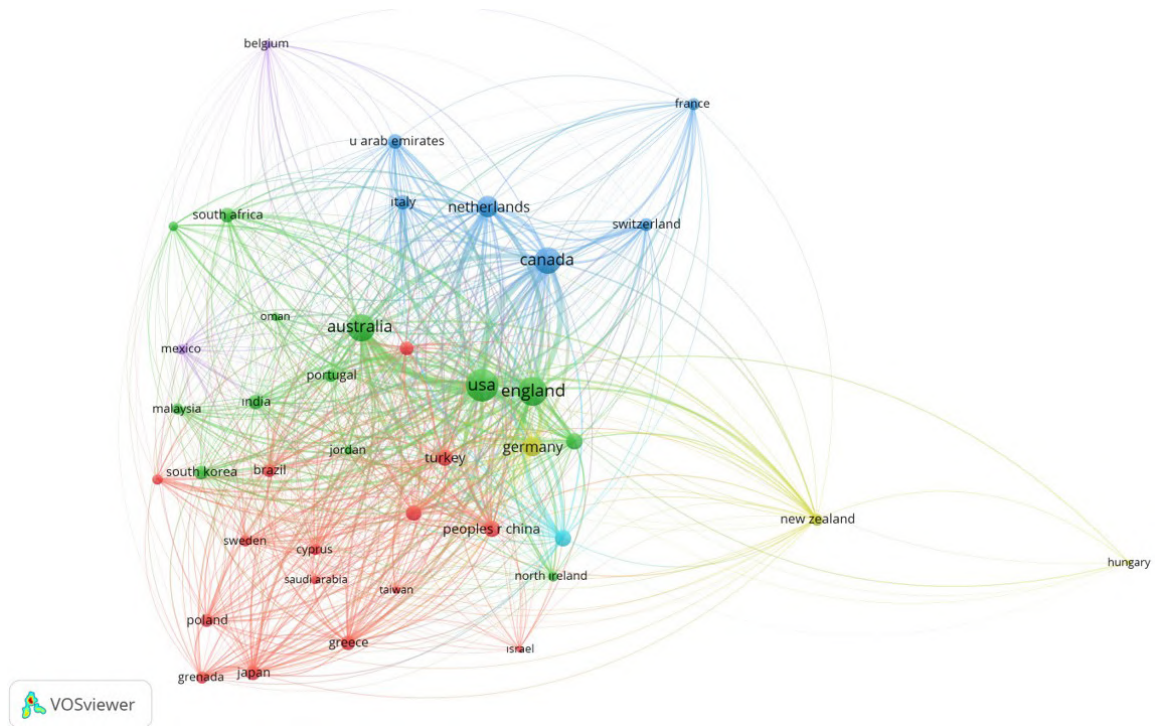 belgium
france
u arab emirates
italy
netherlands
south africa
switzerland
canada
oman
australia
mexico
portugal
usa
england
india
malaysia
germany
jordan
turkey
south korea
brazil
new zealand
peoples r china
sweden
cyprus
hungary
north ireland
saudi arabia
taiwan
poland
greece
israel
grenada
japan
VOSviewer